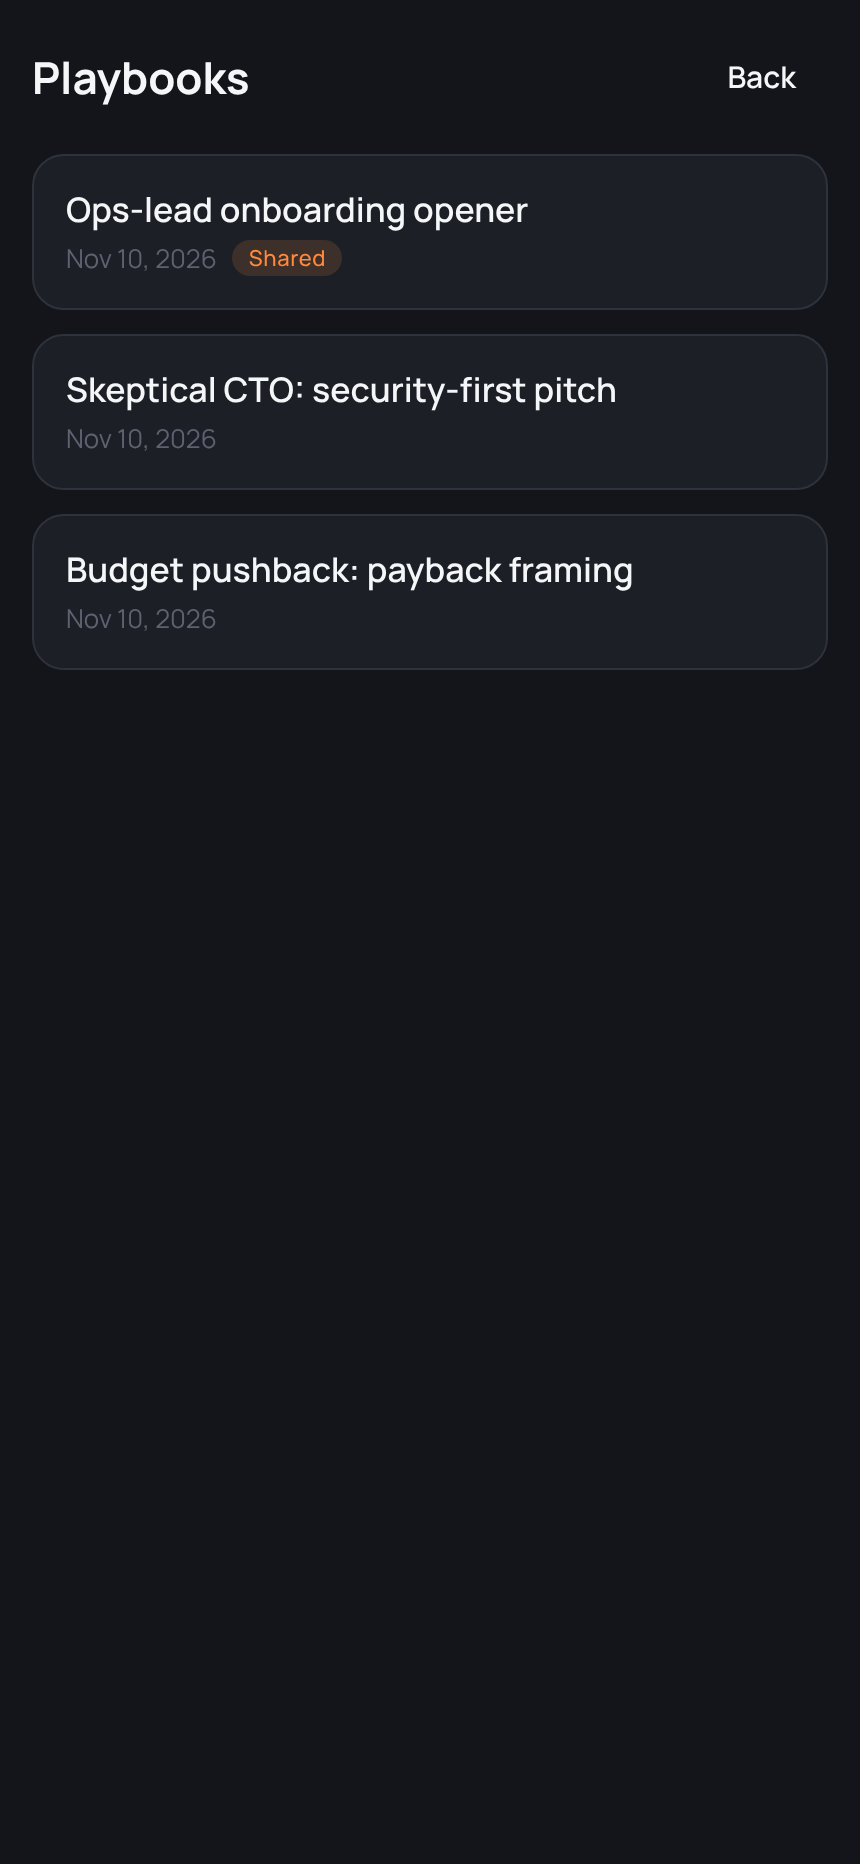 Playbooks Back
Ops-lead onboarding opener
Nov 10, 2026 Shared
Skeptical CTO: security-first pitch
Nov 10, 2026
Budget pushback: payback framing
Nov 10, 2026